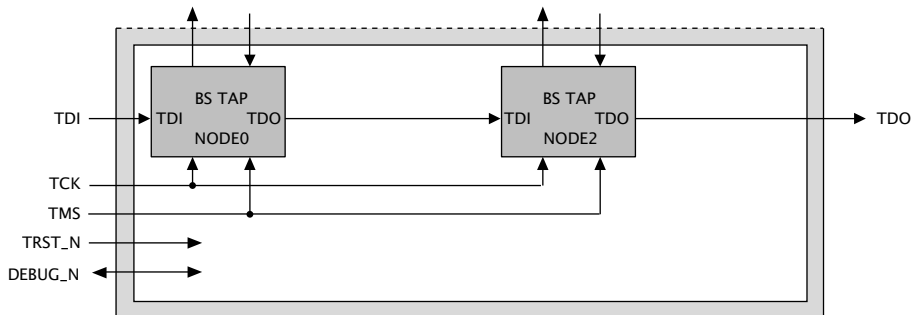 BS TAP
BS TAP
TDI
TDI
TDO
TDI
TDO
TDO
NODE0
NODE2
TCK
TMS
TRST_N
DEBUG_N